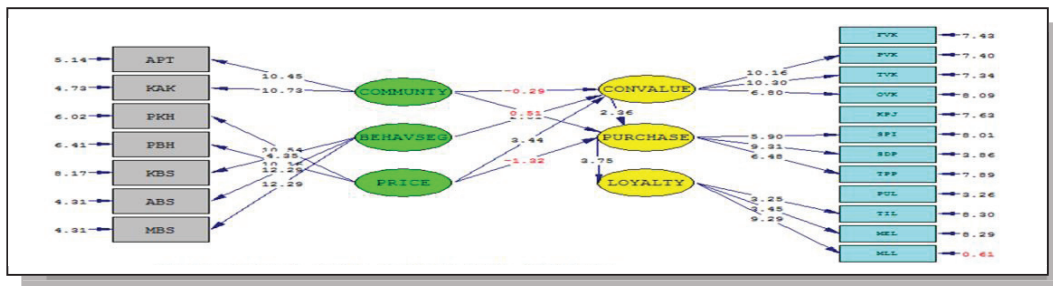 5.14 APT
4.73 KAK
6.02 PKH
6.41 PBH
8.17 KBS
4.31 ABS
4.31 MBS
10.45
10.73
4.35
12.29
12.29
COMMUNTY
BEHAVSEG
PRICE
-0.29
0.51
3.44
-1.32
CONVALUE
2.36
PURCHASE
3.75
LOYALTY
10.16
10.30
6.80
5.90
9.31
6.48
3.25
3.45
9.29
7.43
PVK 7.40
TVK 7.34
OVK 8.09
KPJ 7.63
SPI 8.01
SDP 3.86
TPP 7.89
PUL 3.26
TIL 8.30
MEL 8.29
MLL 0.61